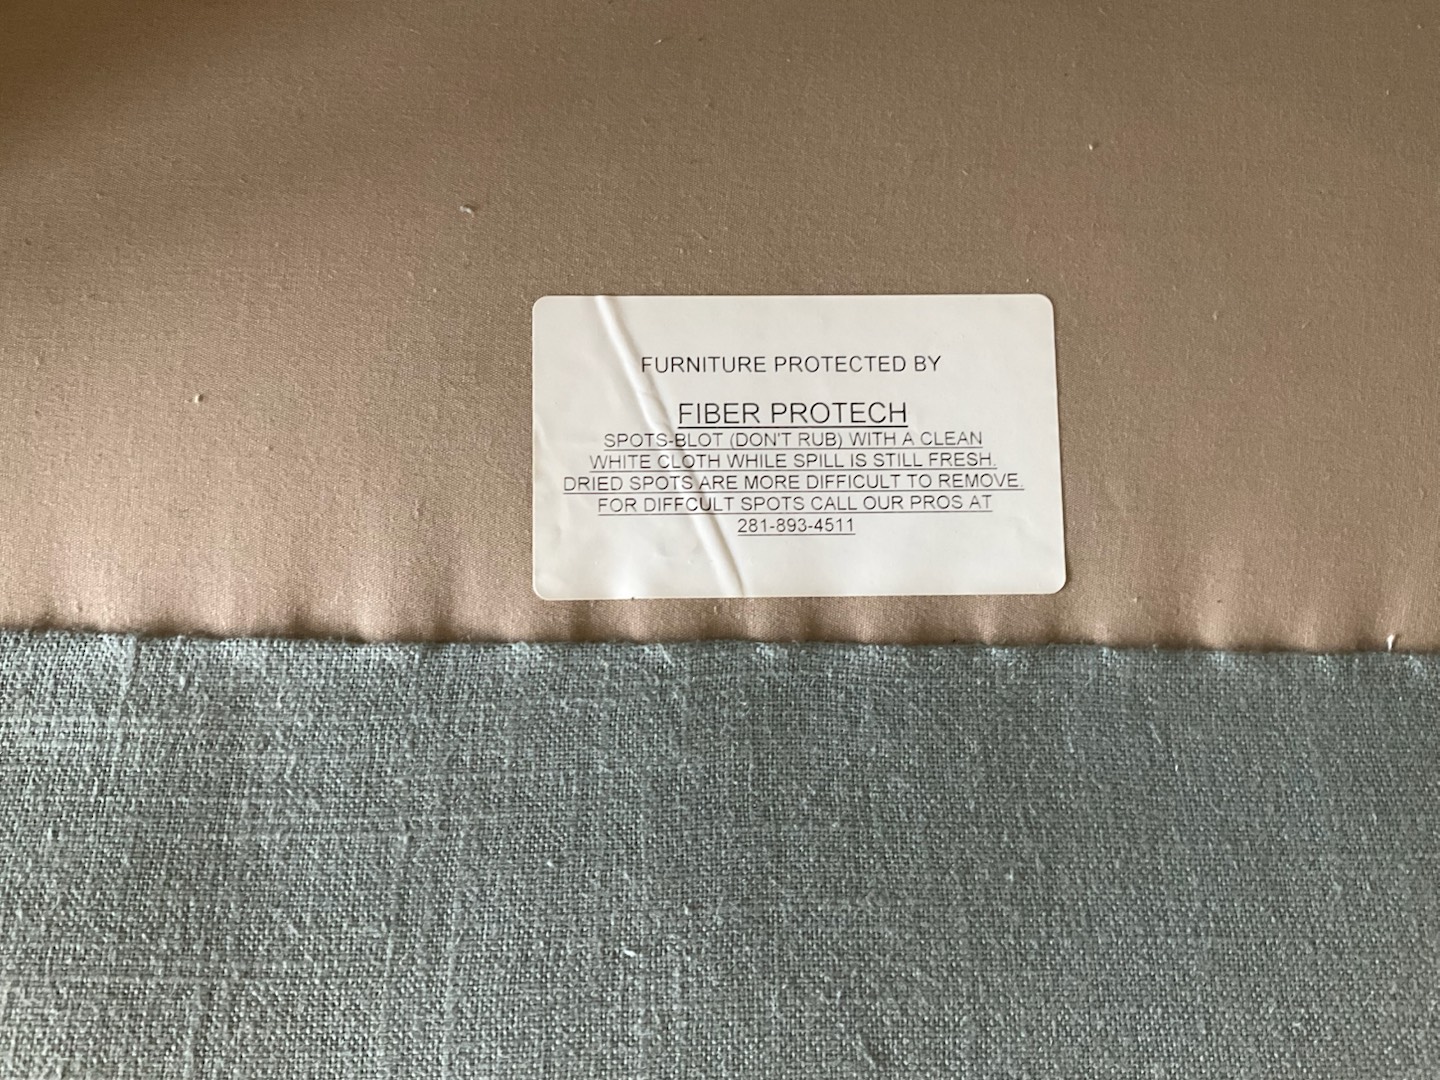 FURNITURE PROTECTED BY
FIBER PROTECH
SPOTS-BLOT (DON'T RUB) WITH A CLEAN
WHITE CLOTH WHILE SPILL IS STILL FRESH.
DRIED SPOTS ARE MORE DIFFICULT TO REMOVE.
FOR DIFFCULT SPOTS CALL OUR PROS AT
281-893-4511